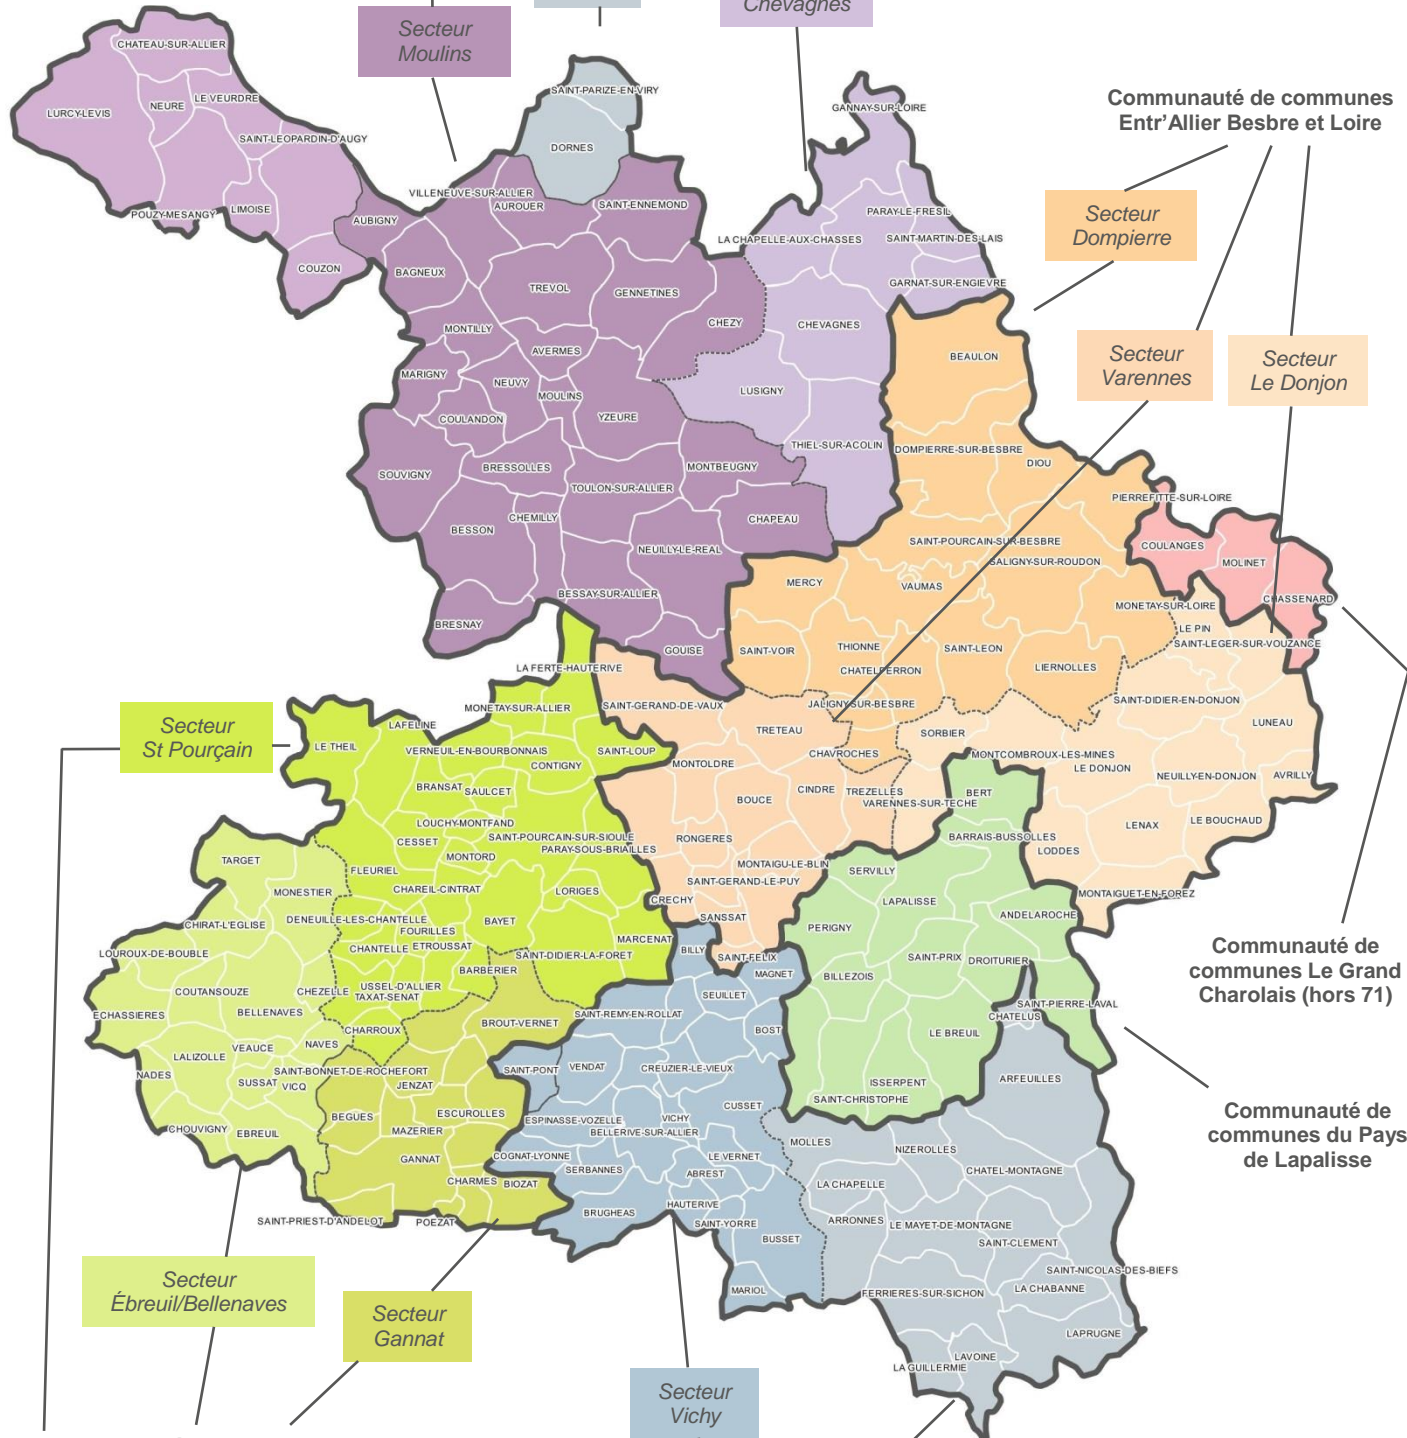 Chevagnes
Secteur
Moulins
CHATEAU-SUR-ALLIER
LURCY-LEVIS
NEURE
LE VEURDRE
SAINT-LEOPARDIN-D'AUGY
POUZY-MESANGY
LIMOISE
COUZON
SAINT-PARIZE-EN-VIRY
DORNES
GANNAY-SUR-LOIRE
Communauté de communes
Entr'Allier Besbre et Loire
VILLENEUVE-SUR-ALLIER
AUROUER
SAINT-ENNEMOND
AUBIGNY
BAGNEUX
TREVOL
GENNETINES
CHEZY
MONTILLY
AVERMES
MARIGNY
NEUVY
MOULINS
COULANDON
YZEURE
SOUVIGNY
BRESSOLLES
MONTBEUGNY
TOULON-SUR-ALLIER
CHEMILLY
CHAPEAU
BESSON
NEUILLY-LE-REAL
BESSAY-SUR-ALLIER
BRESNAY
GOUISE
PARAY-LE-FRESIL
LA CHAPELLE-AUX-CHASSES
SAINT-MARTIN-DES-LAIS
GARNAT-SUR-ENGIEVRE
CHEVAGNES
LUSIGNY
THIEL-SUR-ACOLIN
Secteur
Dompierre
Secteur
Varennes
Secteur
Le Donjon
BEAULON
DOMPIERRE-SUR-BESBRE
DIOU
PIERREFITTE-SUR-LOIRE
SAINT-POURCAIN-SUR-BESBRE
SALIGNY-SUR-ROUDON
MERCY
VAUMAS
MONETAY-SUR-LOIRE
SAINT-VOIR
THIONNE
SAINT-LEON
CHATELPERRON
LIERNOLLES
JALIGNY-SUR-BESBRE
CHAVROCHES
COULANGES
MOLINET
CHASSENARD
LE PIN
SAINT-LEGER-SUR-VOUZANCE
SAINT-DIDIER-EN-DONJON
LUNEAU
SORBIER
MONTCOMBROUX-LES-MINES
LE DONJON
NEUILLY-EN-DONJON
AVRILLY
VARENNES-SUR-TECHE
LENAX
LE BOUCHAUD
LODDES
MONTAIGUET-EN-FOREZ
SAINT-GERAND-DE-VAUX
TRETEAU
MONTOLDRE
CINDRE
TREZELLES
BOUCE
RONGERES
MONTAIGU-LE-BLIN
SAINT-GERAND-LE-PUY
CRECHY
SANSSAT
SAINT-FELIX
Secteur
St Pourçain
LA FERTE-HAUTERIVE
MONETAY-SUR-ALLIER
LAFELINE
LE THEIL
VERNEUIL-EN-BOURBONNAIS
SAINT-LOUP
CONTIGNY
BRANSAT
SAULCET
LOUCHY-MONTFAND
SAINT-POURCAIN-SUR-SIOULE
CESSET
PARAY-SOUS-BRIAILLES
MONTORD
FLEURIEL
CHAREIL-CINTRAT
LORIGES
DENEUILLE-LES-CHANTELLE
BAYET
FOURILLES
MARCENAT
CHANTELLE
ETROUSSAT
SAINT-DIDIER-LA-FORET
BARBERIER
USSEL-D'ALLIER
TAXAT-SENAT
CHARROUX
TARGET
MONESTIER
CHIRAT-L'EGLISE
LOUROUX-DE-BOUBLE
COUTANSOUZE
CHEZELLE
ECHASSIERES
BELLENAVES
LALIZOLLE
VEAUCE
NAVES
NADES
SUSSAT
VICQ
SAINT-BONNET-DE-ROCHEFORT
CHOUVIGNY
EBREUIL
BROUT-VERNET
JENZAT
BEGUES
ESCUROLLES
MAZERIER
GANNAT
CHARMES
BIOZAT
SAINT-PRIEST-D'ANDELOT
POEZAT
BILLY
MAGNET
SEUILLET
SAINT-REMY-EN-ROLLAT
BOST
SAINT-PONT
VENDAT
CREUZIER-LE-VIEUX
CUSSET
ESPINASSE-VOZELLE
VICHY
BELLERIVE-SUR-ALLIER
COGNAT-LYONNE
SERBANNES
LE VERNET
ABREST
BRUGHEAS
HAUTERIVE
SAINT-YORRE
BUSSET
MARIOL
BERT
BARRAIS-BUSSOLLES
SERVILLY
LAPALISSE
ANDELAROCHE
PERIGNY
SAINT-PRIX
DROITURIER
BILLEZOIS
SAINT-PIERRE-LAVAL
LE BREUIL
ISSERPENT
SAINT-CHRISTOPHE
CHATELUS
ARFEUILLES
MOLLES
NIZEROLLES
CHATEL-MONTAGNE
LA CHAPELLE
ARRONNES
LE MAYET-DE-MONTAGNE
SAINT-CLEMENT
SAINT-NICOLAS-DES-BIEFS
LA CHABANNE
FERRIERES-SUR-SICHON
LAPRUGNE
LAVOINE
LA GUILLERMIE
Communauté de
communes Le Grand
Charolais (hors 71)
Communauté de
communes du Pays
de Lapalisse
Secteur
Ébreuil/Bellenaves
Secteur
Gannat
Secteur
Vichy